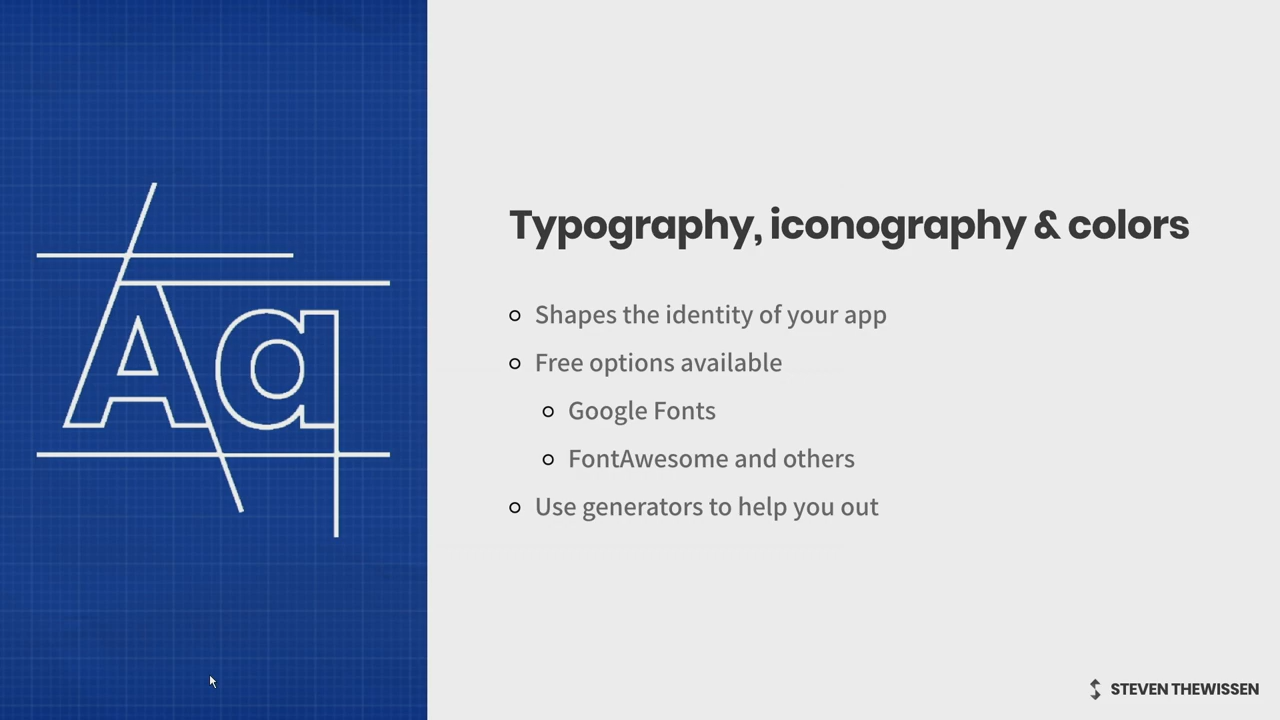 Aa
Typography, iconography & colors
Shapes the identity of your app
Free options available
Google Fonts
FontAwesome and others
Use generators to help you out
STEVEN THEWISSEN